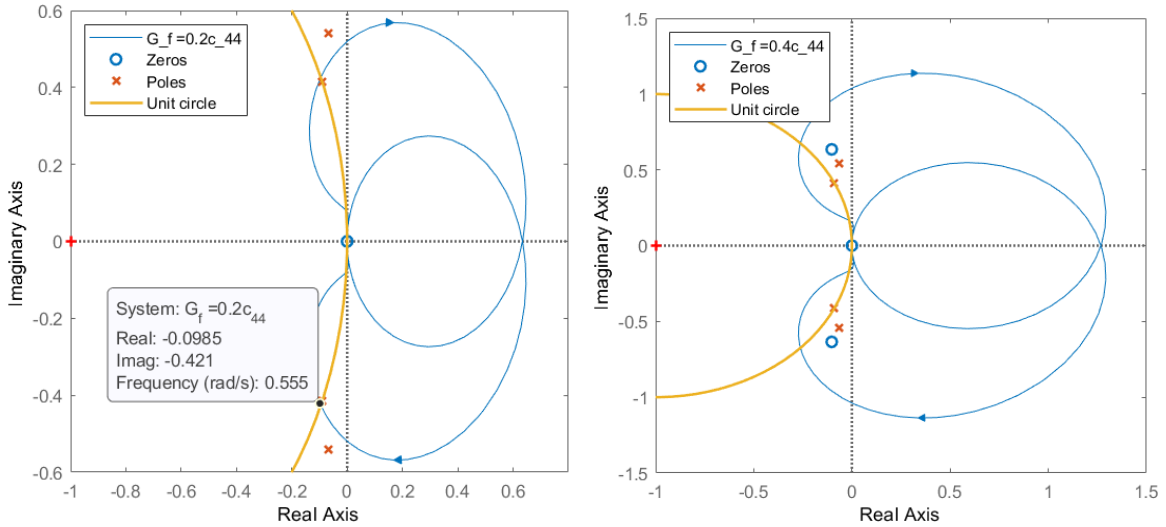 G_f =0.2c_44
Zeros
Poles
Unit circle
0.6
0.4
0.2
0
-0.2
-0.4
-0.6
Imaginary Axis
System: G_f =0.2c_44
Real: -0.0985
Imag: -0.421
Frequency (rad/s): 0.555
-1 -0.8 -0.6 -0.4 -0.2 0 0.2 0.4 0.6
Real Axis
G_f =0.4c_44
Zeros
Poles
Unit circle
1.5
1
0.5
0
-0.5
-1
-1.5
Imaginary Axis
-1 -0.5 0 0.5 1 1.5
Real Axis